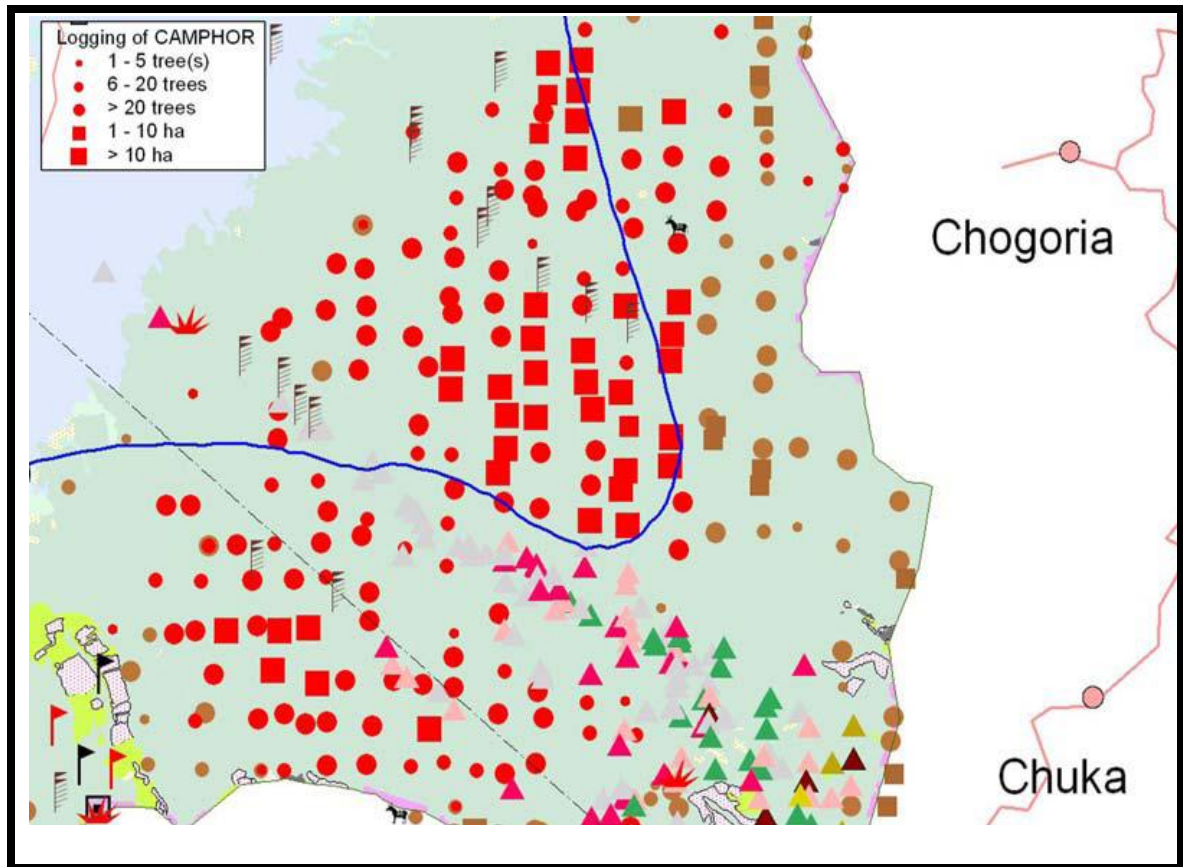 Logging of CAMPHOR
1 - 5 tree(s)
6 - 20 trees
> 20 trees
1 - 10 ha
> 10 ha
Chogoria
Chuka